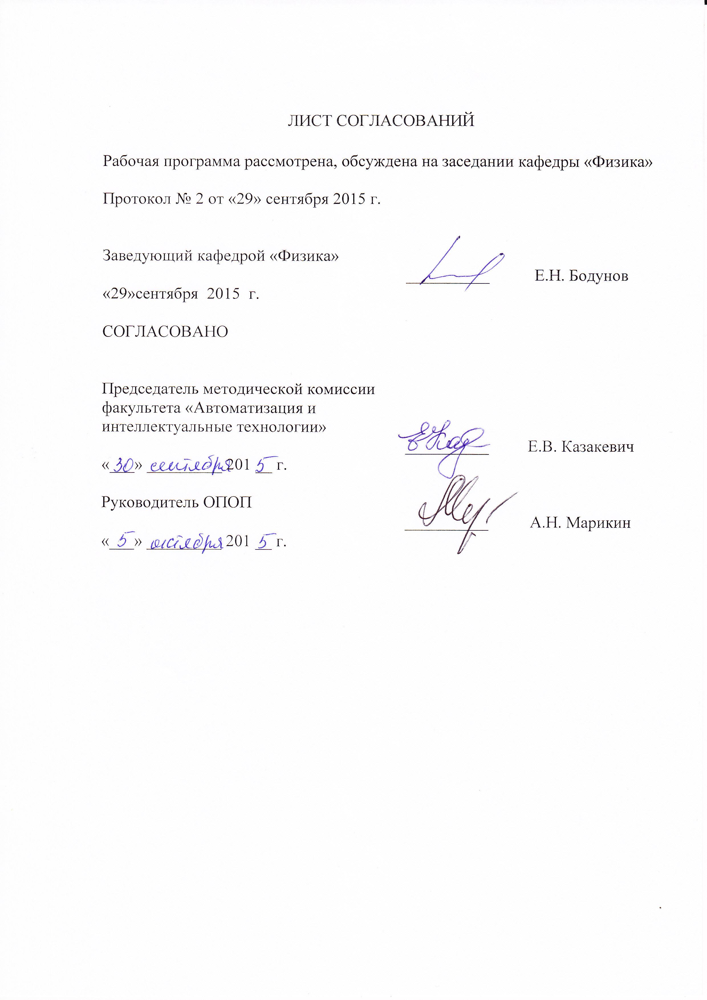 ЛИСТ СОГЛАСОВАНИЙ
Рабочая программа рассмотрена, обсуждена на заседании кафедры «Физика»
Протокол № 2 от «29» сентября 2015 г.
Заведующий кафедрой «Физика»
Е.Н. Бодунов
«29»сентября 2015 г.
СОГЛАСОВАНО
Председатель методической комиссии
факультета «Автоматизация и
интеллектуальные технологии»
Е.В. Казакевич
«30» сентября 2015 г.
Руководитель ОПОП
А.Н. Марикин
«5» октября 2015 г.